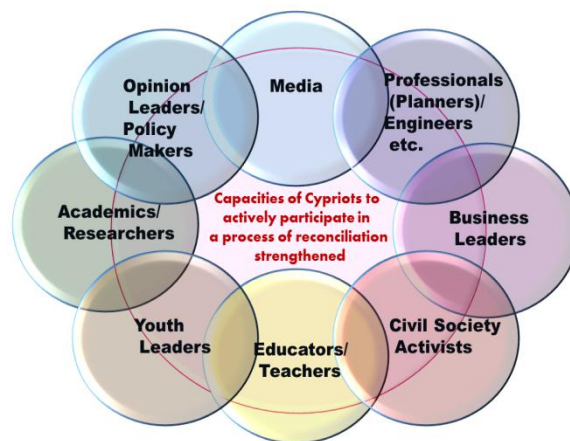 Media
Professionals
(Planners)/
Engineers
etc.
Business
Leaders
Civil Society
Activists
Educators/
Teachers
Youth
Leaders
Academics/
Researchers
Opinion
Leaders/
Policy
Makers
Capacities of Cypriots to
actively participate in
a process of reconciliation
strengthened